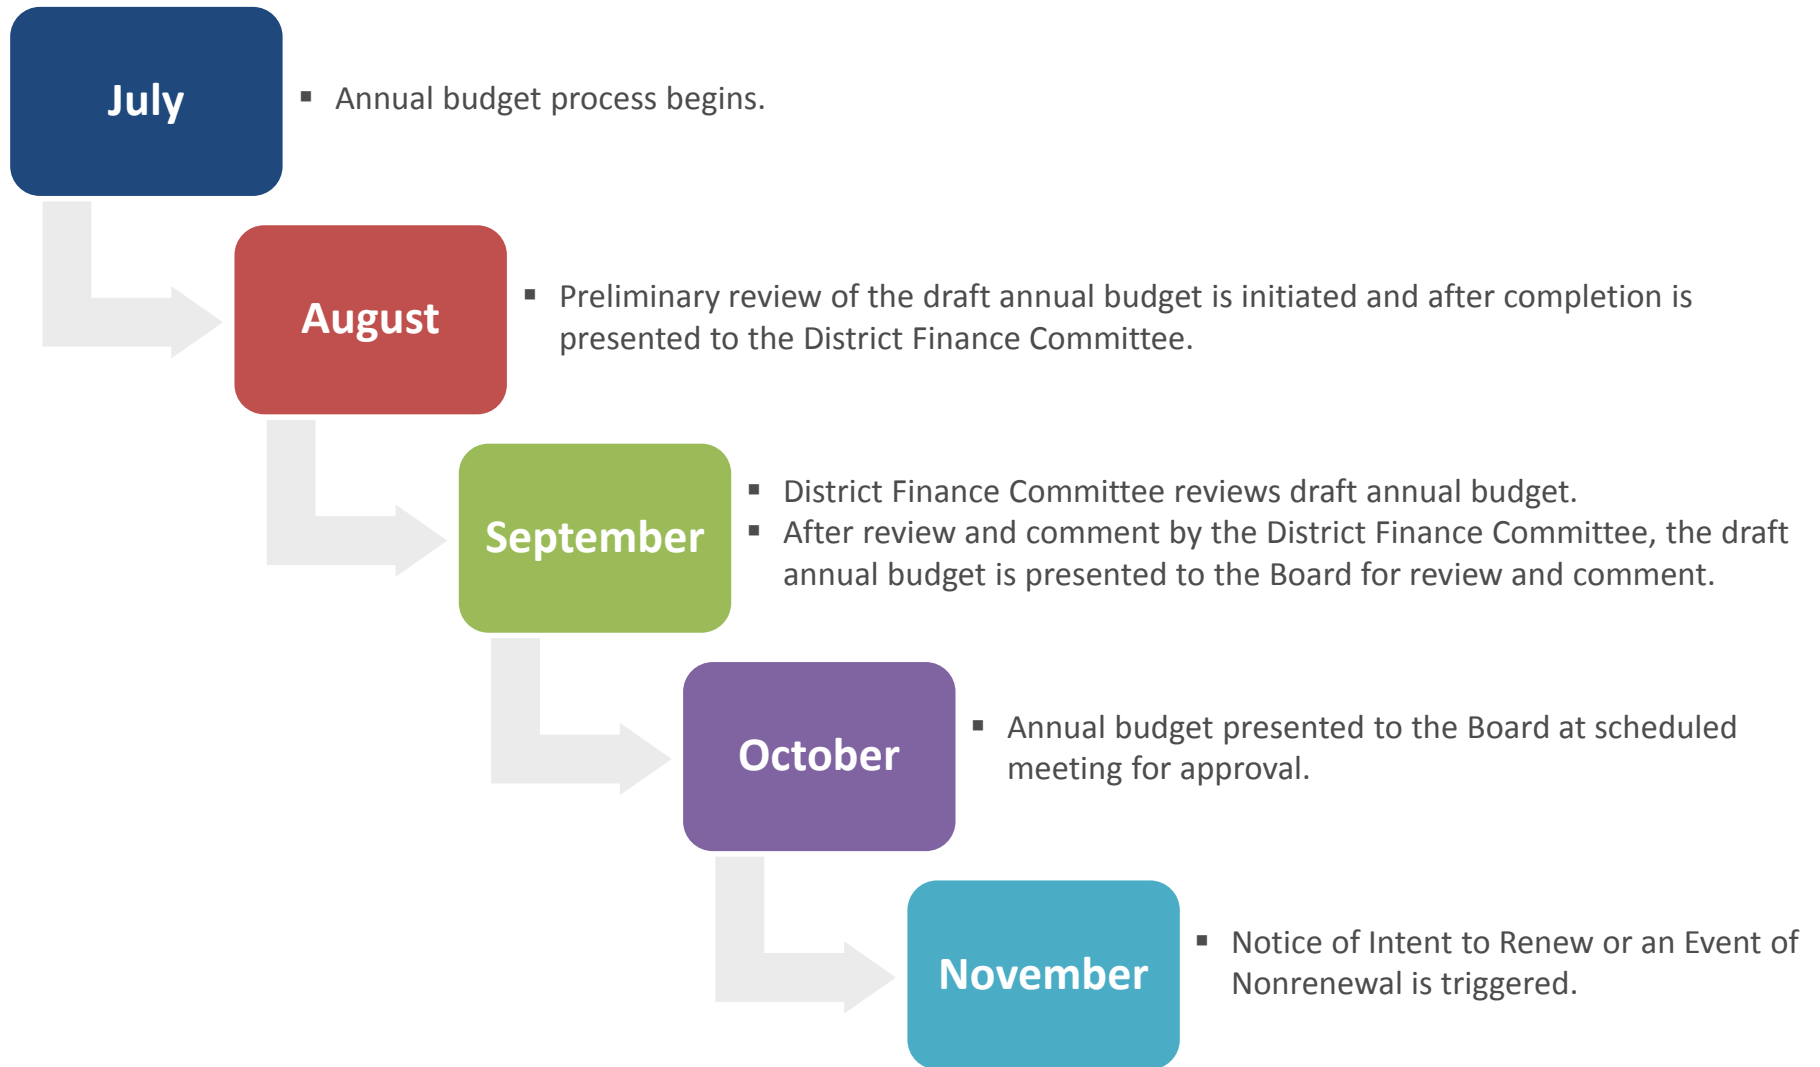 July
▪ Annual budget process begins.
August
▪ Preliminary review of the draft annual budget is initiated and after completion is
presented to the District Finance Committee.
September
▪ District Finance Committee reviews draft annual budget.
▪ After review and comment by the District Finance Committee, the draft
annual budget is presented to the Board for review and comment.
October
▪ Annual budget presented to the Board at scheduled
meeting for approval.
November
▪ Notice of Intent to Renew or an Event of
Nonrenewal is triggered.